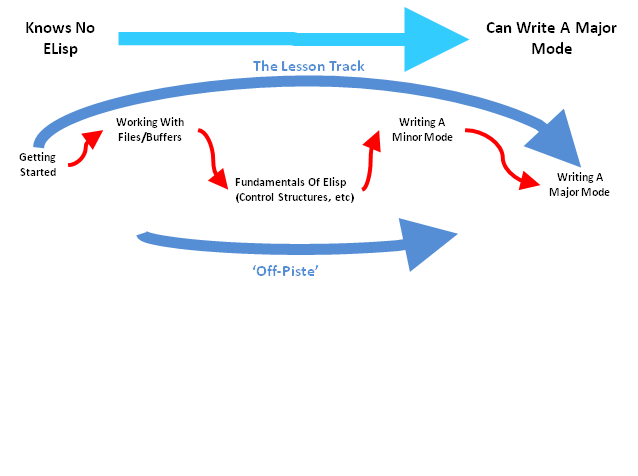 Knows No
ELisp
Can Write A Major
Mode
The Lesson Track
Working With
Files/Buffers
Writing A
Minor Mode
Getting
Started
Fundamentals Of Elisp
(Control Structures, etc)
Writing A
Major Mode
‘Off-Piste’